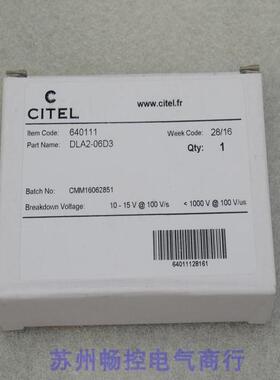 C
CITEL
www.citel.fr
Item Code: 640111 Week Code: 28/16
Part Name: DLA2-06D3 Qty: 1
Batch No: CMM16062851
Breakdown Voltage: 10 - 15 V @ 100 V/s < 1000 V @ 100 V/us
64011128161
苏州畅控电气商行